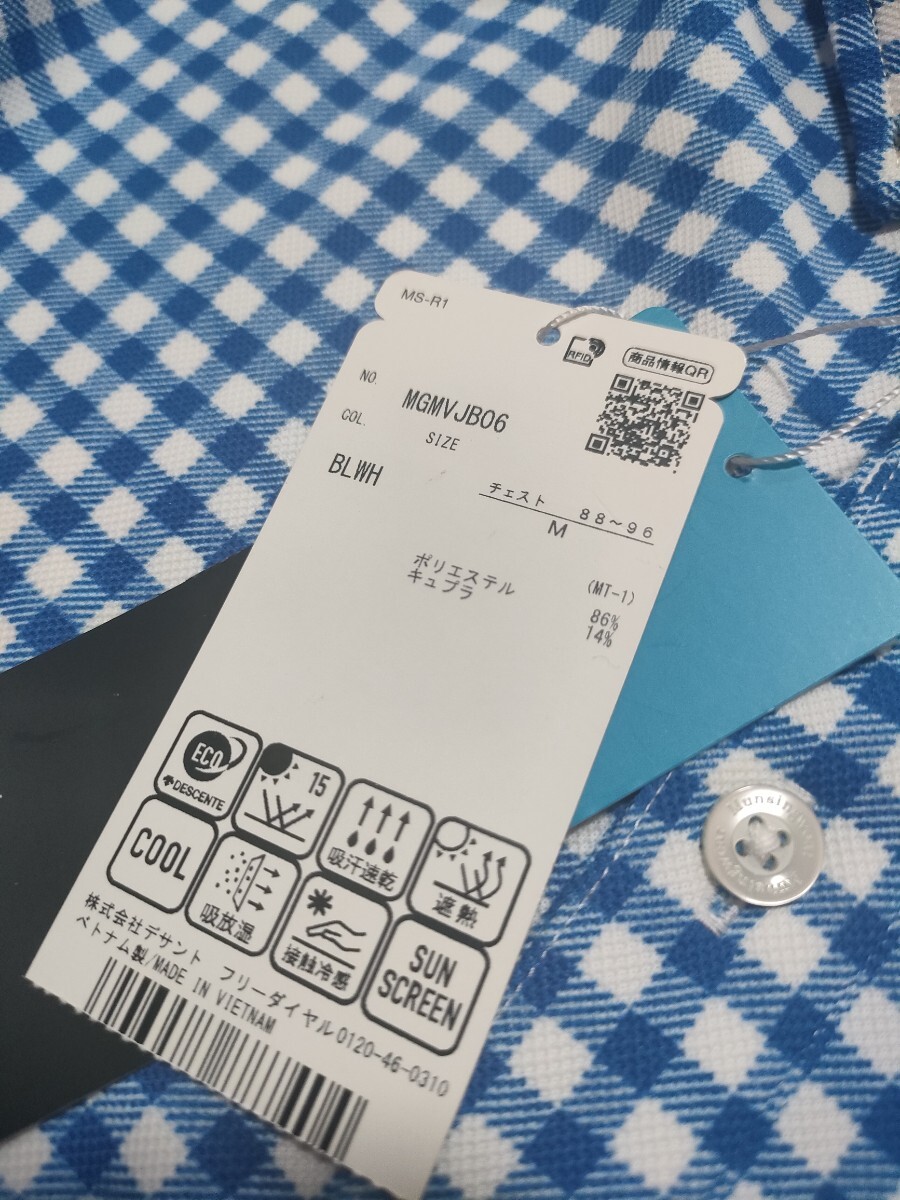 MS-R1
RFID
商品情報QR
NO. MGMVJB06
COL. SIZE
BLWH
チェスト 88～96
M
(MT-1)
ポリエステル 86%
キュプラ 14%
ECO
DESCENTE
15
吸汗速乾
遮熱
COOL
吸放湿
接触冷感
SUN
SCREEN
株式会社デサント フリーダイヤル0120-46-0310
ベトナム製/MADE IN VIETNAM